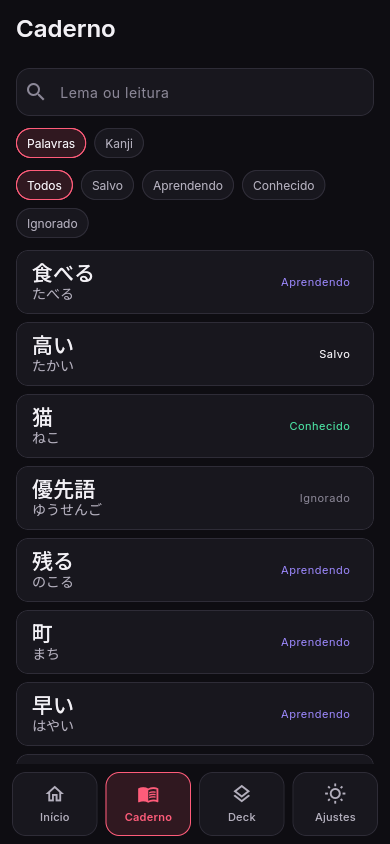 Caderno
Lema ou leitura
Palavras Kanji
Todos Salvo Aprendendo Conhecido
Ignorado
食べる
たべる
Aprendendo
高い
たかい
Salvo
猫
ねこ
Conhecido
優先語
ゆうせんご
Ignorado
残る
のこる
Aprendendo
町
まち
Aprendendo
早い
はやい
Aprendendo
Início Caderno Deck Ajustes